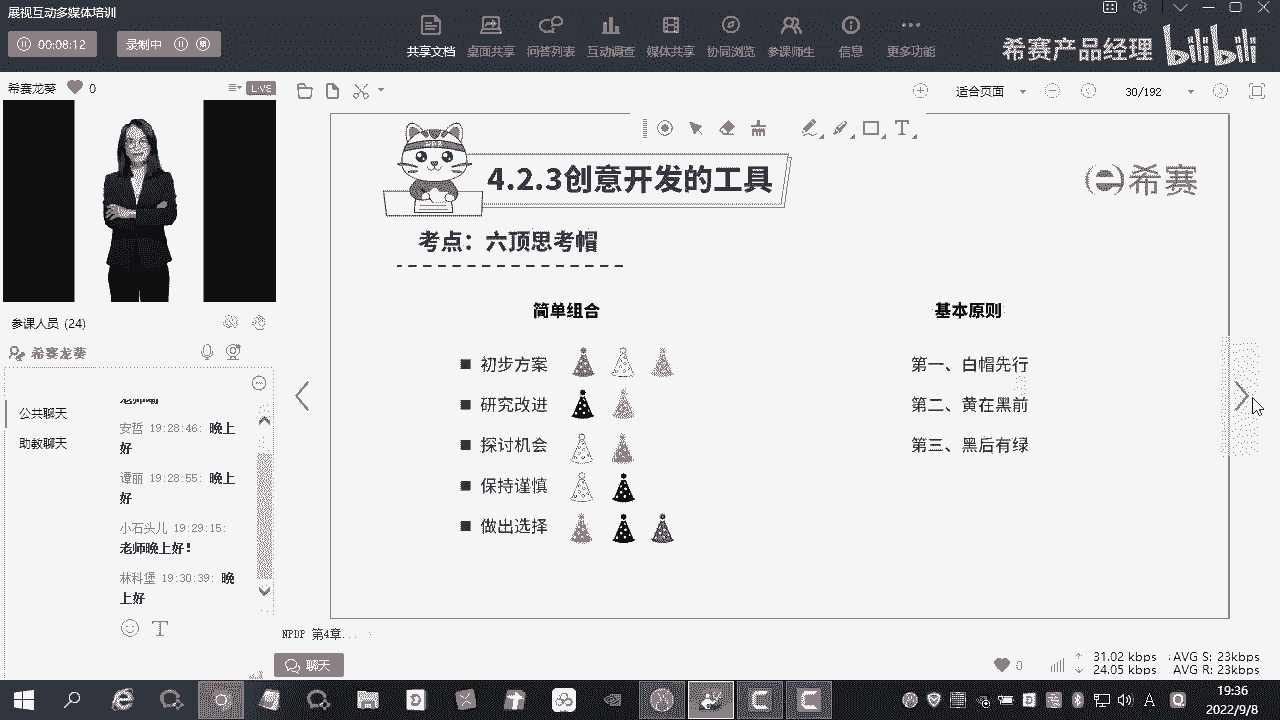 展视互动多媒体培训
00:08:12
录制中
共享文档
桌面共享
问答列表
互动调查
媒体共享
协同浏览
参课师生
信息
更多功能
希赛产品经理
bilibili
希赛龙葵
0
LIVE
适合页面
30/192
参课人员 (24)
希赛龙葵
公共聊天
助教聊天
安哲 19:28:46: 晚上
好
谭丽 19:28:55: 晚上
好
小石头儿 19:29:15:
老师晚上好!
林科堡 19:30:39: 晚
上好
4.2.3创意开发的工具
希赛
考点：六顶思考帽
简单组合
初步方案
研究改进
探讨机会
保持谨慎
做出选择
基本原则
第一、白帽先行
第二、黄在黑前
第三、黑后有绿
NPDP 第4章...
聊天
0
31.02 kbps
24.05 kbps
AVG S: 23kbps
AVG R: 23kbps
19:36
2022/9/8